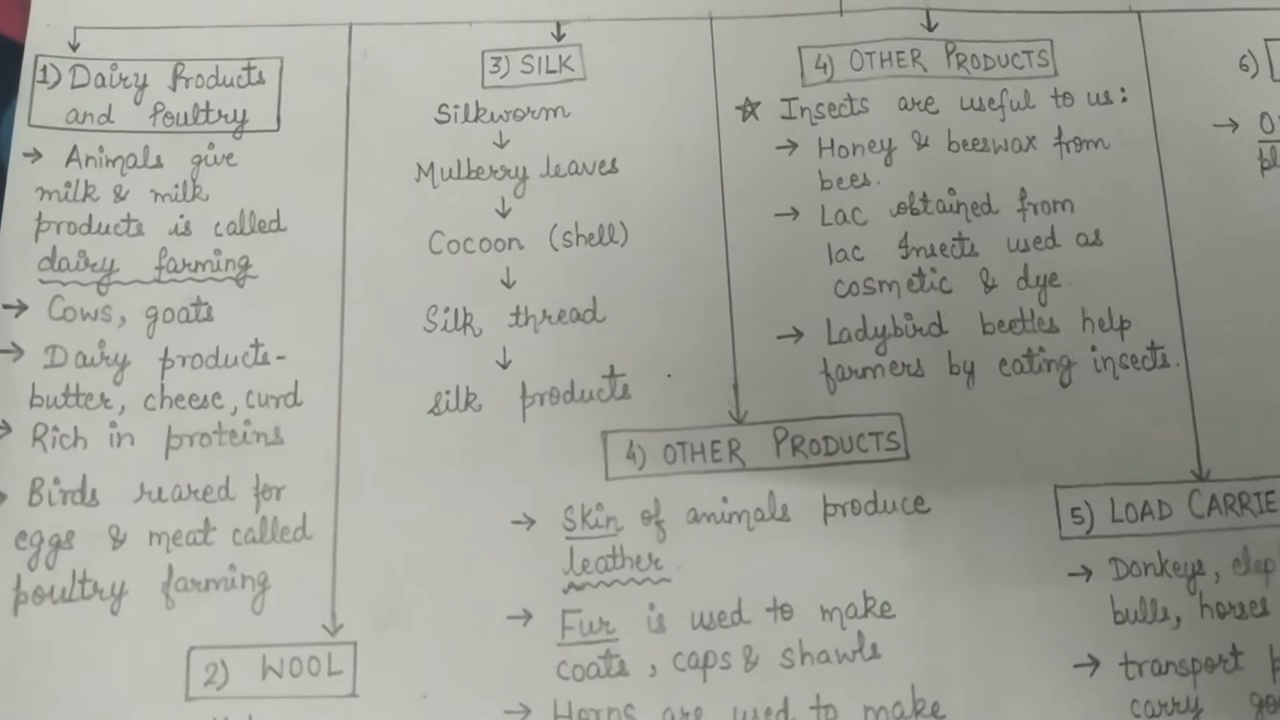 1) Dairy Products
and Poultry
→ Animals give
milk & milk
products is called
dairy farming
→ Cows, goats
→ Dairy products-
butter, cheese, curd
→ Rich in proteins
Birds reared for
eggs & meat called
poultry farming
2) WOOL
3) SILK
Silkworm
↓
Mulberry leaves
↓
Cocoon (shell)
↓
Silk thread
↓
silk products
4) OTHER PRODUCTS
☆ Insects are useful to us:
→ Honey & beeswax from
bees.
→ Lac obtained from
lac Insects used as
cosmetic & dye.
→ Ladybird beetles help
farmers by eating insects.
4) OTHER PRODUCTS
→ Skin of animals produce
leather
→ Fur is used to make
coats, caps & shawls
→ Horns are used to make
5) LOAD CARRIE
→ Donkeys, elep
bulls, horses
→ transport
carry
6)
→